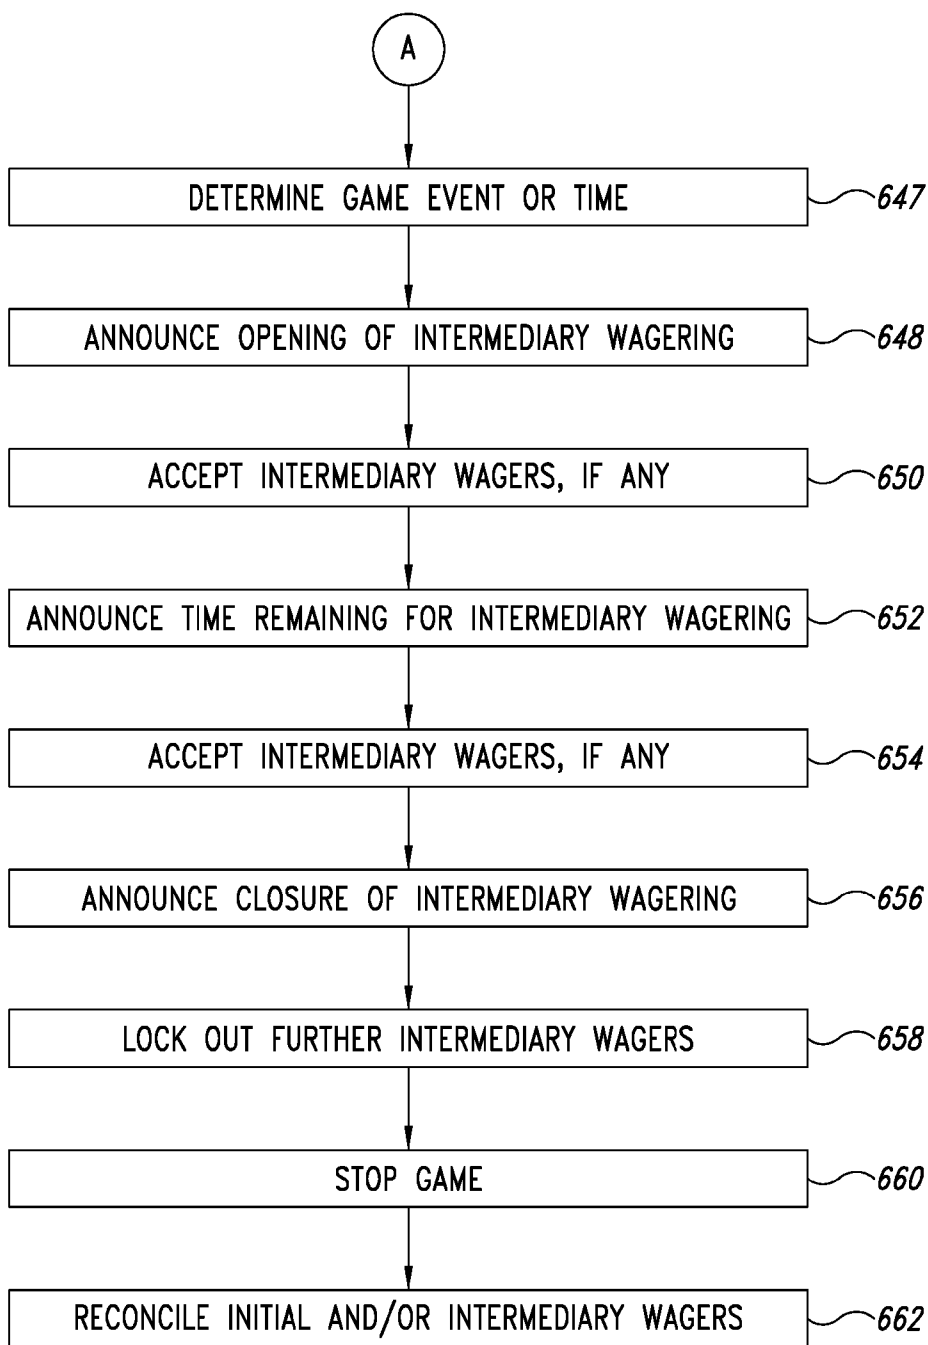 A
DETERMINE GAME EVENT OR TIME 647
ANNOUNCE OPENING OF INTERMEDIARY WAGERING 648
ACCEPT INTERMEDIARY WAGERS, IF ANY 650
ANNOUNCE TIME REMAINING FOR INTERMEDIARY WAGERING 652
ACCEPT INTERMEDIARY WAGERS, IF ANY 654
ANNOUNCE CLOSURE OF INTERMEDIARY WAGERING 656
LOCK OUT FURTHER INTERMEDIARY WAGERS 658
STOP GAME 660
RECONCILE INITIAL AND/OR INTERMEDIARY WAGERS 662